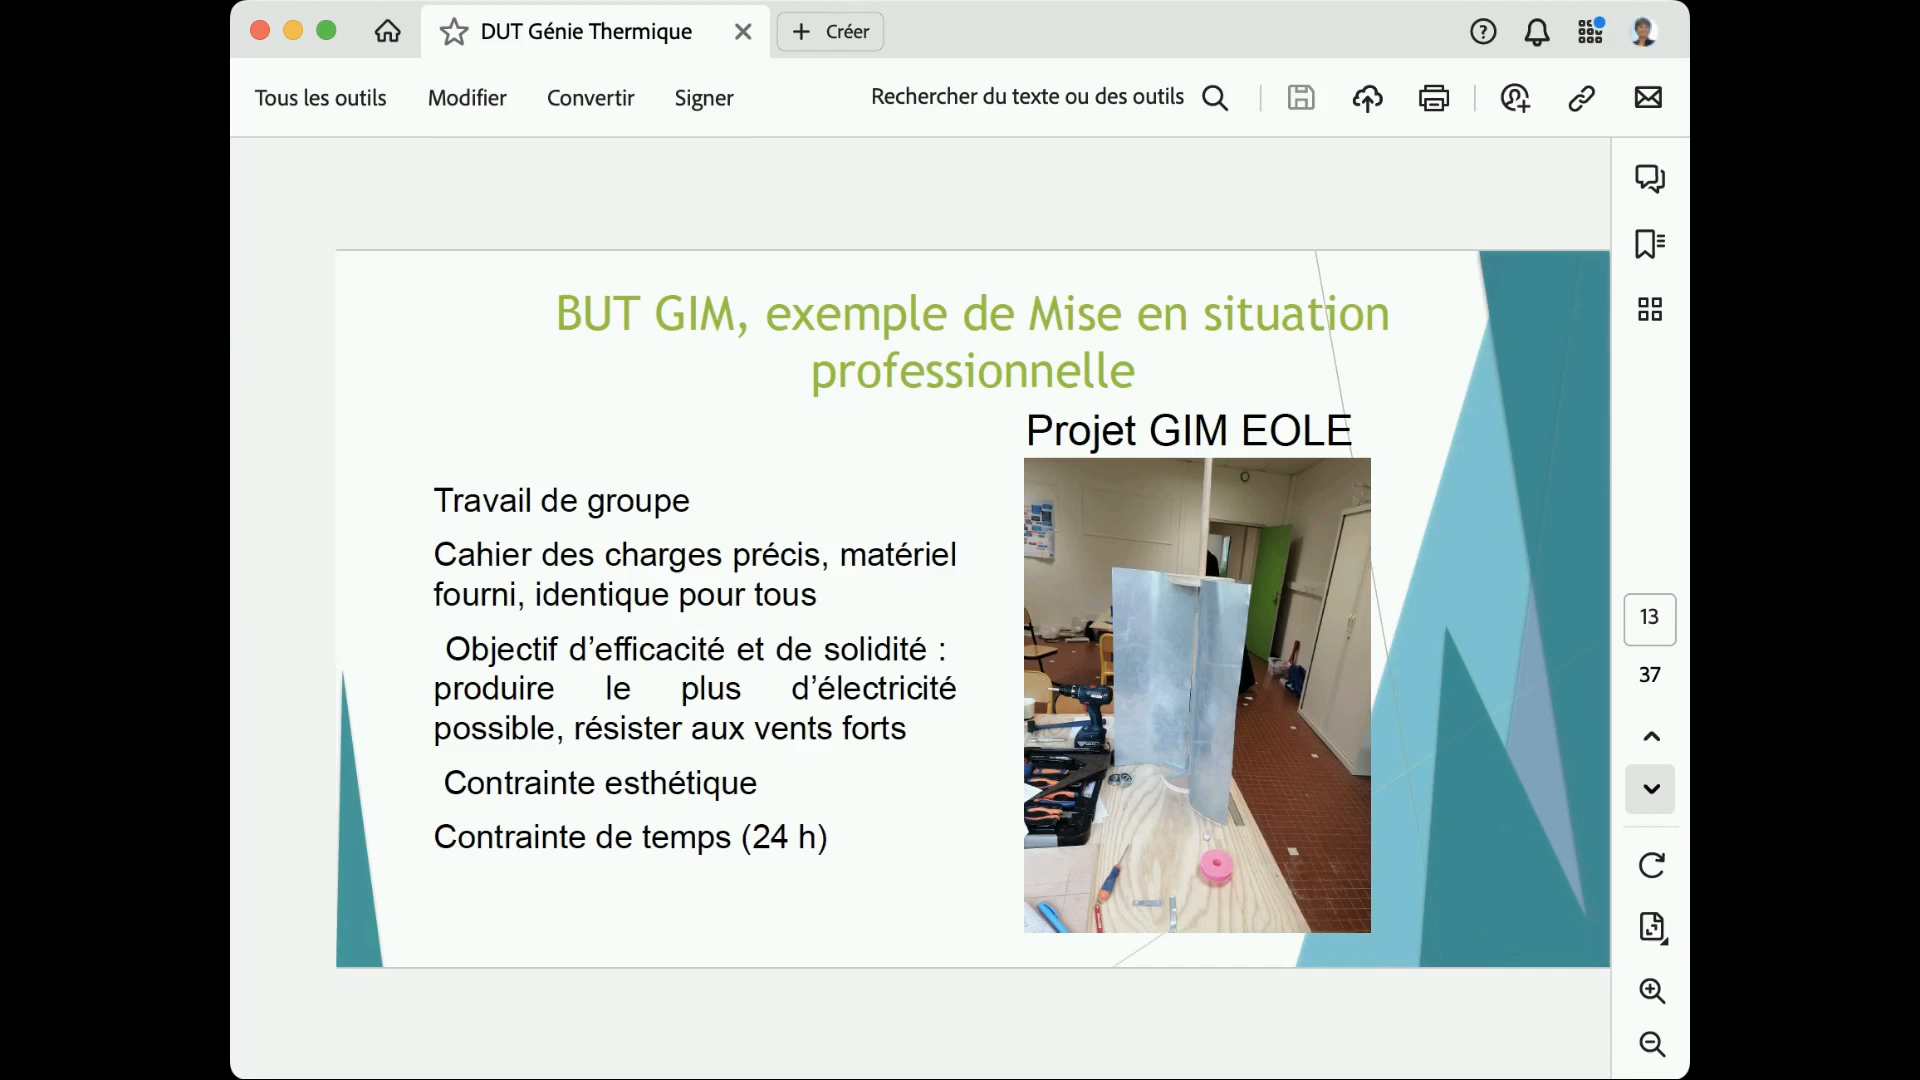 DUT Génie Thermique
Créer
Tous les outils
Modifier
Convertir
Signer
Rechercher du texte ou des outils
BUT GIM, exemple de Mise en situation
professionnelle
Projet GIM EOLE
Travail de groupe
Cahier des charges précis, matériel
fourni, identique pour tous
Objectif d’efficacité et de solidité :
produire le plus d’électricité
possible, résister aux vents forts
Contrainte esthétique
Contrainte de temps (24 h)
13
37